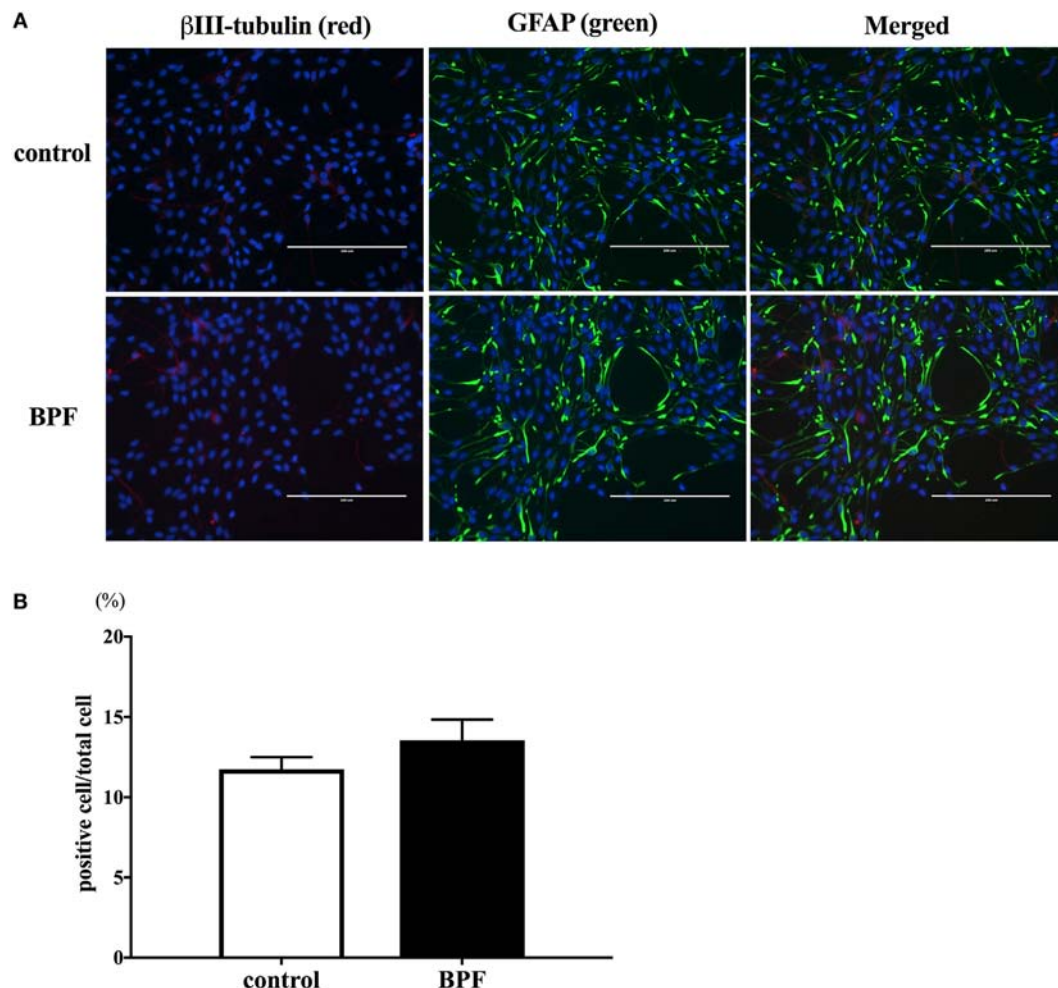 A
βIII-tubulin (red) GFAP (green) Merged
control
BPF
B
(%)
20
15
10
5
0
positive cell/total cell
control BPF